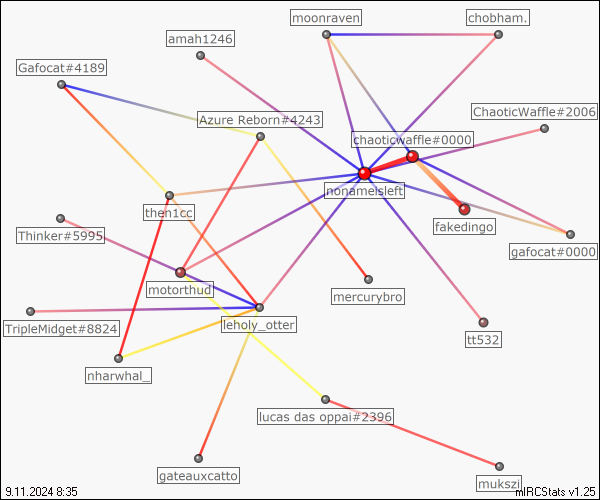 moonraven
chobham.
amah1246
Gafocat#4189
ChaoticWaffle#2006
Azure Reborn#4243
chaoticwaffle#0000
nonameisleft
then1cc
fakedingo
Thinker#5995
gafocat#0000
motorthud
mercurybro
TripleMidget#8824
leholy_otter
tt532
nharwhal_
lucas das oppai#2396
gateauxcatto
mukszi
9.11.2024 8:35
mIRCStats v1.25